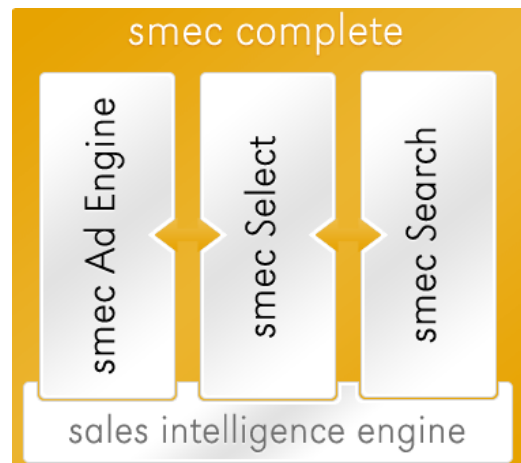 smec complete
smec Ad Engine
smec Select
smec Search
sales intelligence engine